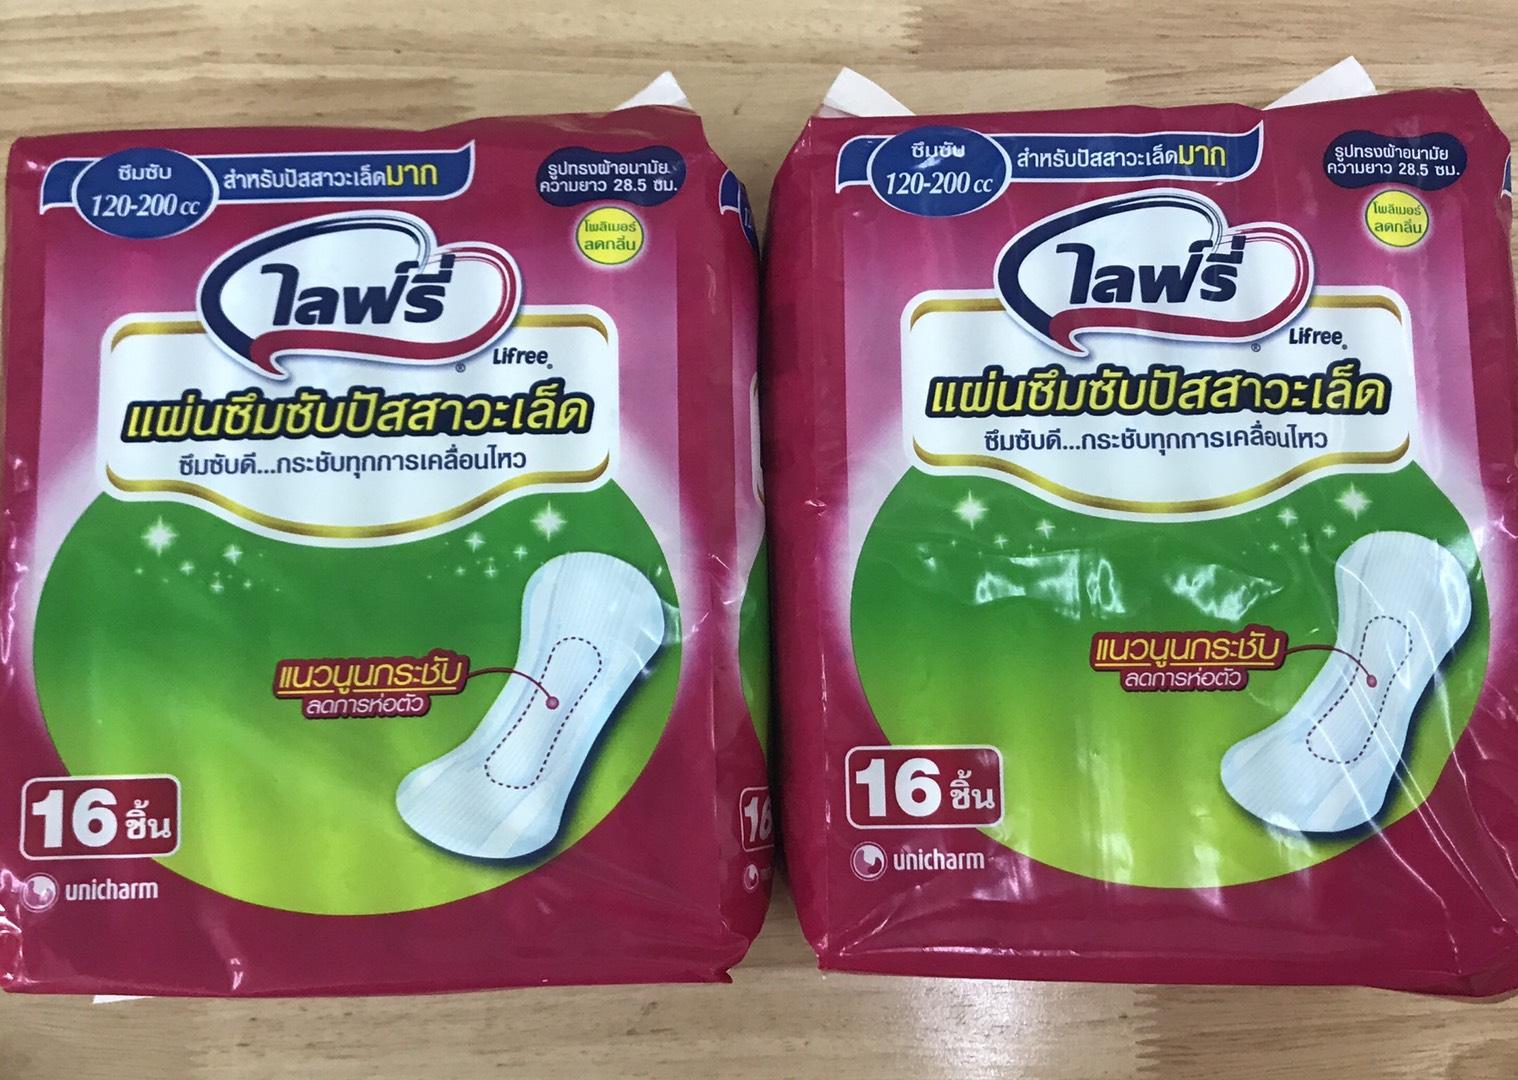 ซึมซับ
120-200 cc
สำหรับปัสสาวะเล็ดมาก
รูปทรงผ้าอนามัย
ความยาว 28.5 ซม.
โพลิเมอร์
ลดกลิ่น
ไลฟ์รี่
Lifree
แผ่นซึมซับปัสสาวะเล็ด
ซึมซับดี...กระชับทุกการเคลื่อนไหว
แนวนูนกระชับ
ลดการห่อตัว
16 ชิ้น
unicharm
16
ซึมซับ
120-200 cc
สำหรับปัสสาวะเล็ดมาก
รูปทรงผ้าอนามัย
ความยาว 28.5 ซม.
โพลิเมอร์
ลดกลิ่น
ไลฟ์รี่
Lifree
แผ่นซึมซับปัสสาวะเล็ด
ซึมซับดี...กระชับทุกการเคลื่อนไหว
แนวนูนกระชับ
ลดการห่อตัว
16 ชิ้น
unicharm